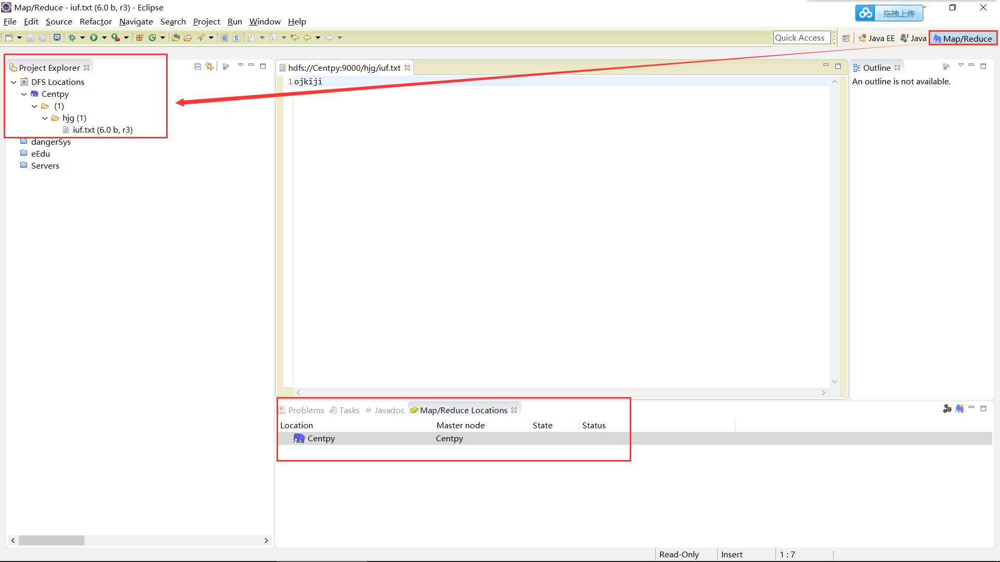 Map/Reduce - iuf.txt (6.0 b, r3) - Eclipse
拖拽上传
File Edit Source Refactor Navigate Search Project Run Window Help
Quick Access
Java EE
Java
Map/Reduce
Project Explorer
DFS Locations
Centpy
(1)
hjg (1)
iuf.txt (6.0 b, r3)
dangerSys
eEdu
Servers
hdfs://Centpy:9000/hjg/iuf.txt
1 ojkiji
Outline
An outline is not available.
Problems @ Javadoc Tasks Map/Reduce Locations
Location Master node State Status
Centpy Centpy
Read-Only Insert 1 : 7